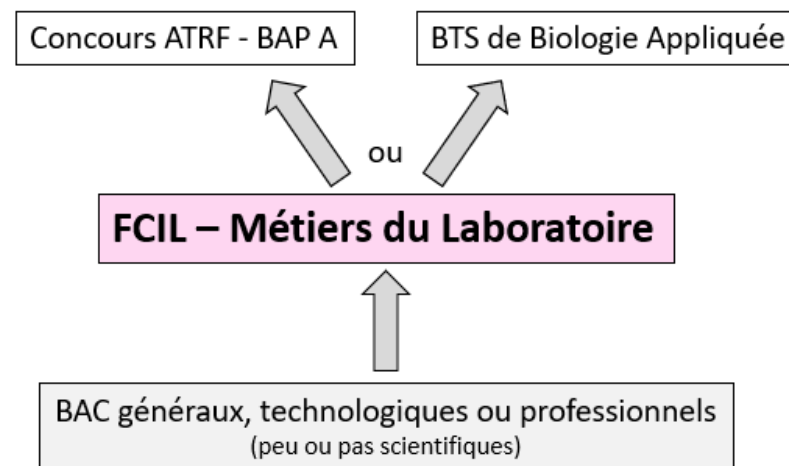 Concours ATRF - BAP A
BTS de Biologie Appliquée
ou
FCIL – Métiers du Laboratoire
BAC généraux, technologiques ou professionnels
(peu ou pas scientifiques)